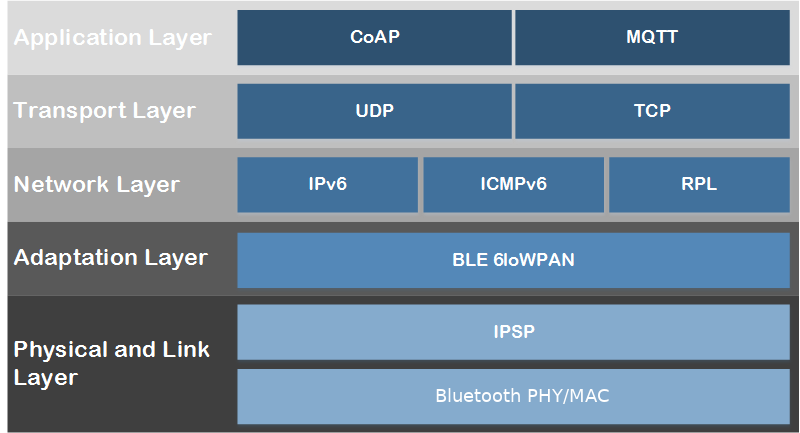 Application Layer
CoAP
MQTT
Transport Layer
UDP
TCP
Network Layer
IPv6
ICMPv6
RPL
Adaptation Layer
BLE 6loWPAN
Physical and Link
Layer
IPSP
Bluetooth PHY/MAC